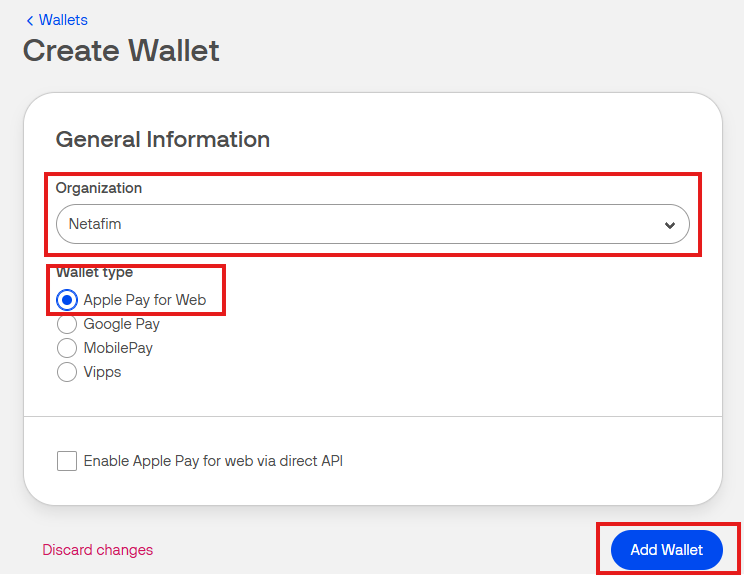 Wallets
Create Wallet
General Information
Organization
Netafim
Wallet type
Apple Pay for Web
Google Pay
MobilePay
Vipps
Enable Apple Pay for web via direct API
Discard changes
Add Wallet